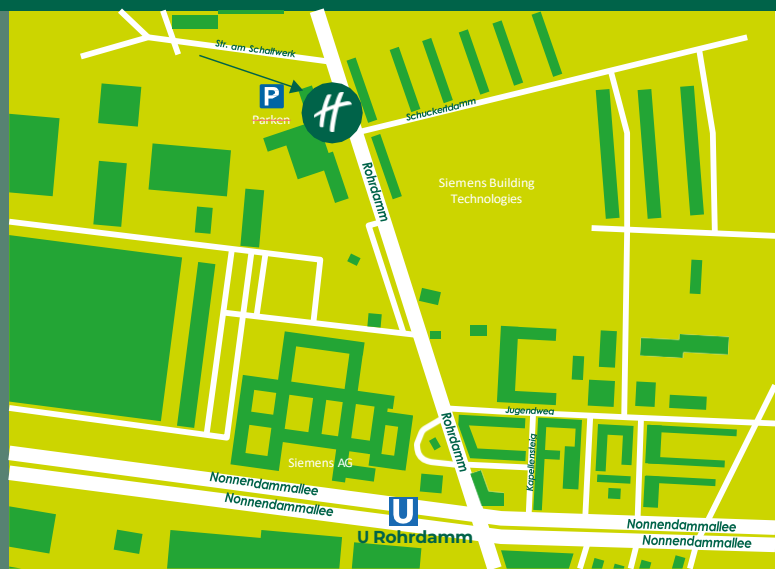 Str. am Schaltwerk
P
Parken
H
Schuckertdamm
Rohrdamm
Siemens Building
Technologies
Jugendweg
Rohrdamm
Kapellensteig
Siemens AG
Nonnendammallee
Nonnendammallee
U
U Rohrdamm
Nonnendammallee
Nonnendammallee